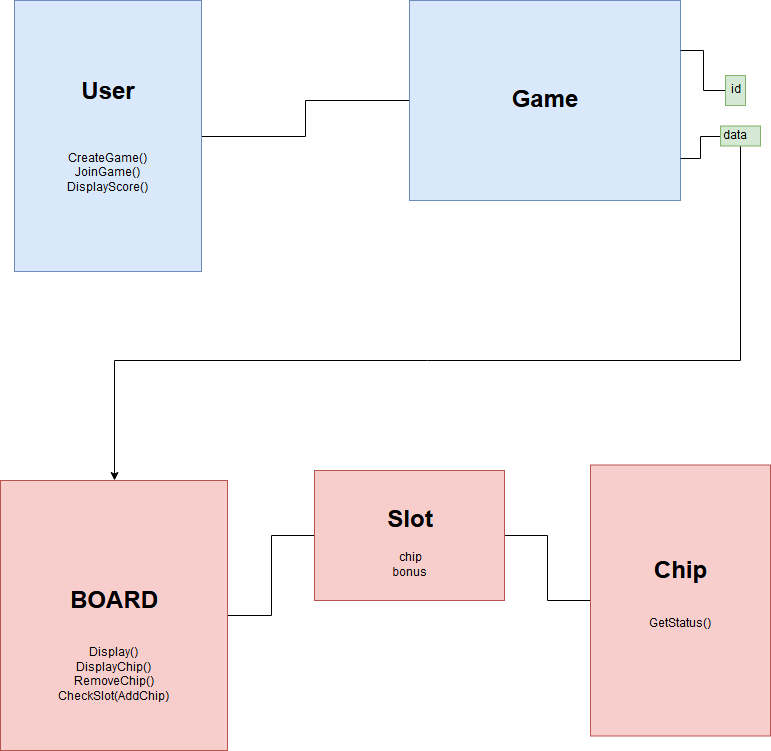 User
CreateGame()
JoinGame()
DisplayScore()
Game
id
data
BOARD
Display()
DisplayChip()
RemoveChip()
CheckSlot(AddChip)
Slot
chip
bonus
Chip
GetStatus()